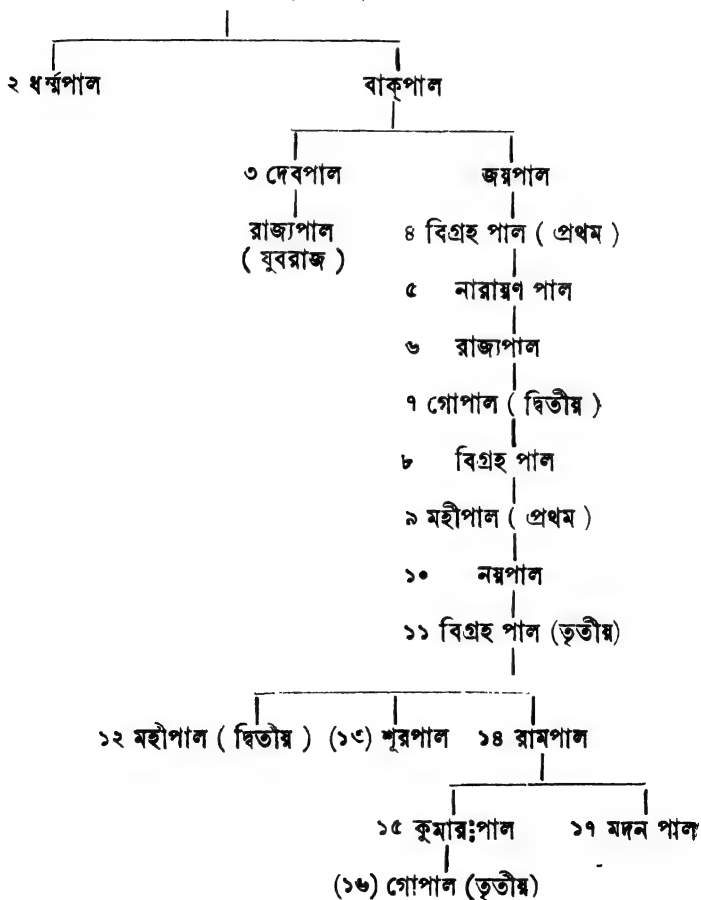 ২ ধর্ম্মপাল বাক্‌পাল
৩ দেবপাল জয়পাল
রাজ্যপাল ৪ বিগ্রহ পাল ( প্রথম )
( যুবরাজ )
৫ নারায়ণ পাল
৬ রাজ্যপাল
৭ গোপাল ( দ্বিতীয় )
৮ বিগ্রহ পাল
৯ মহীপাল ( প্রথম )
১০ নয়পাল
১১ বিগ্রহ পাল (তৃতীয়)
১২ মহীপাল ( দ্বিতীয় ) (১৩) শূরপাল ১৪ রামপাল
১৫ কুমার:পাল ১৭ মদন পাল
(১৬) গোপাল (তৃতীয়)